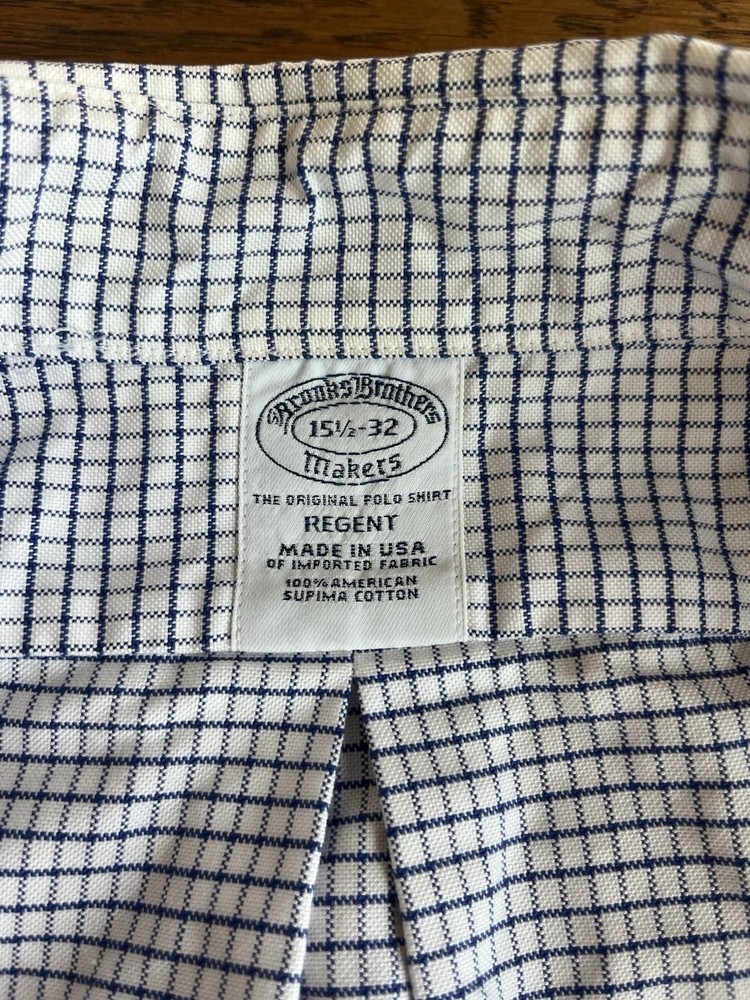 Brooks Brothers
15½-32
Makers
THE ORIGINAL POLO SHIRT
REGENT
MADE IN USA
OF IMPORTED FABRIC
100% AMERICAN
SUPIMA COTTON